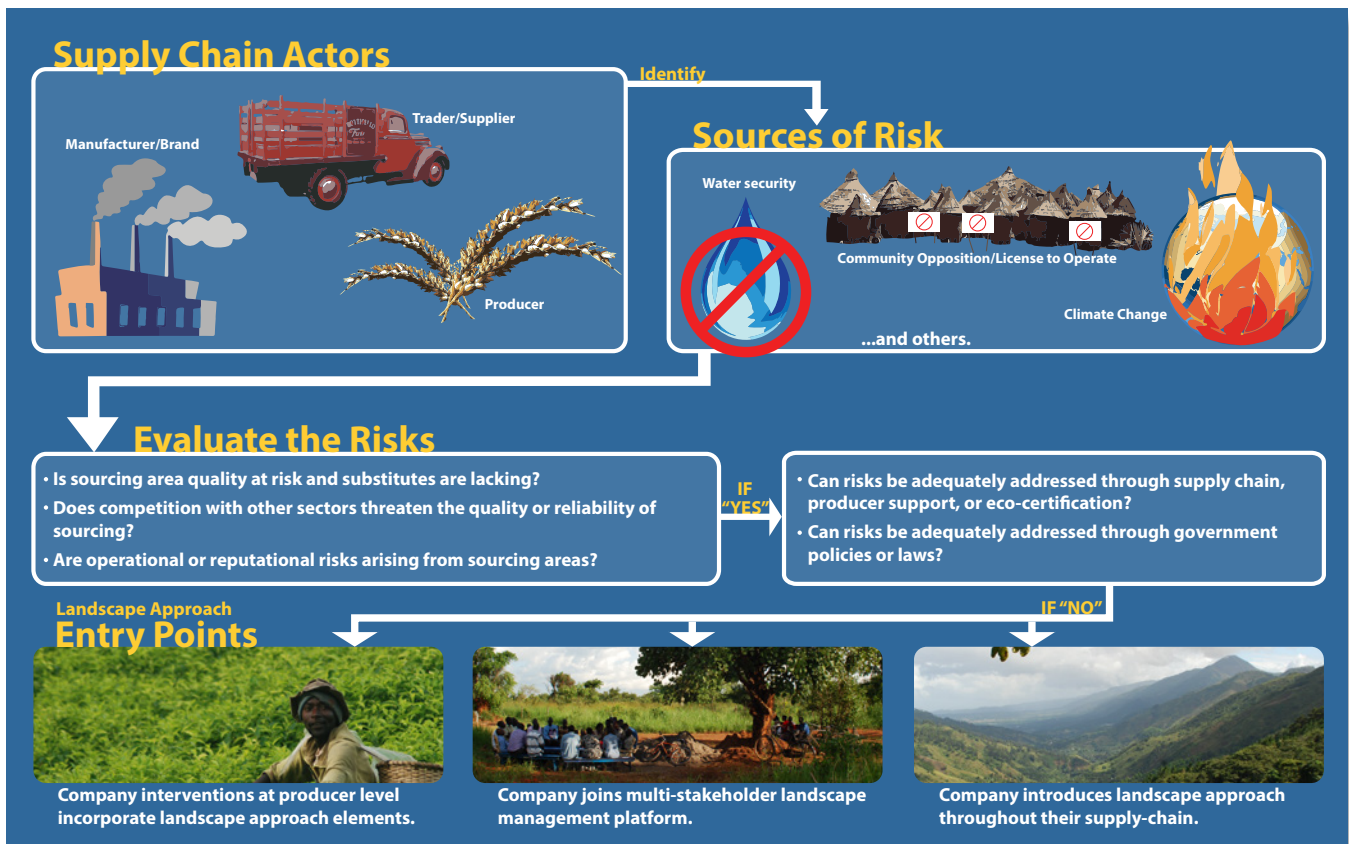 Supply Chain Actors
Identify
Trader/Supplier
Manufacturer/Brand
Producer
Sources of Risk
Water security
Community Opposition/License to Operate
Climate Change
...and others.
Evaluate the Risks
• Is sourcing area quality at risk and substitutes are lacking?
• Does competition with other sectors threaten the quality or reliability of
sourcing?
• Are operational or reputational risks arising from sourcing areas?
IF
“YES”
• Can risks be adequately addressed through supply chain,
producer support, or eco-certification?
• Can risks be adequately addressed through government
policies or laws?
IF “NO”
Landscape Approach
Entry Points
Company interventions at producer level
incorporate landscape approach elements.
Company joins multi-stakeholder landscape
management platform.
Company introduces landscape approach
throughout their supply-chain.